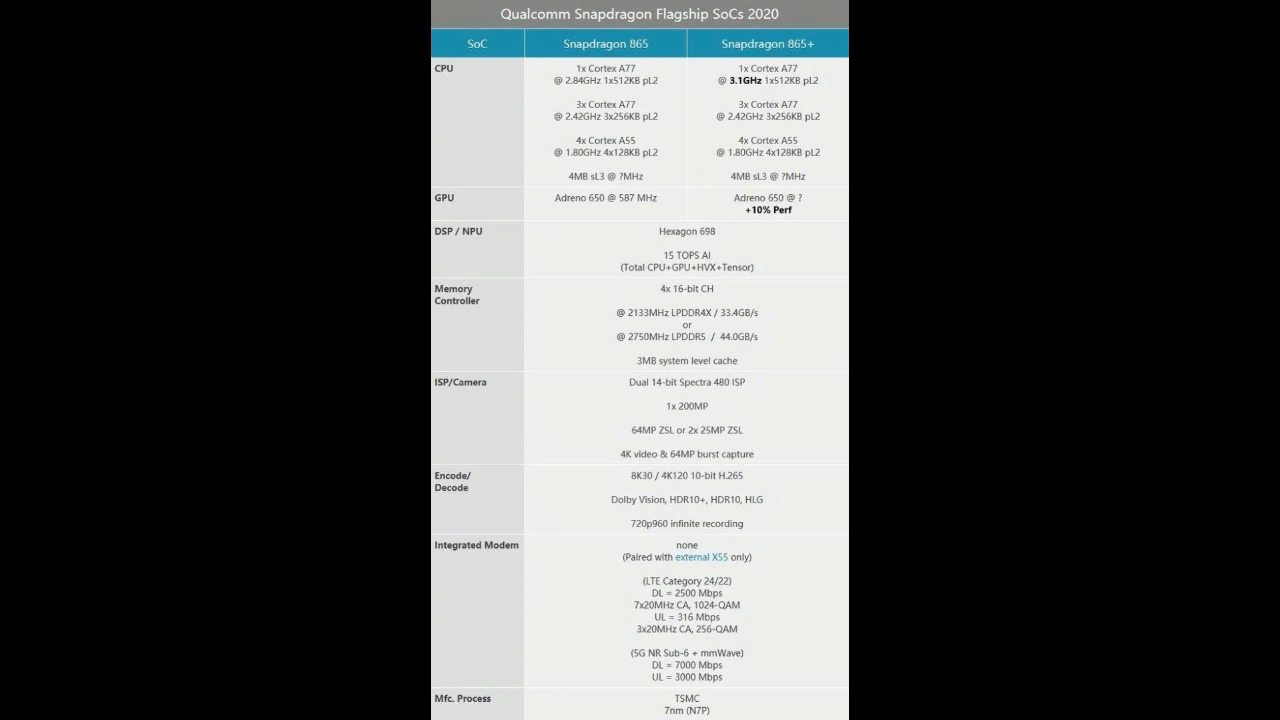 Qualcomm Snapdragon Flagship SoCs 2020
SoC Snapdragon 865 Snapdragon 865+
CPU 1x Cortex A77 1x Cortex A77
@ 2.84GHz 1x512KB pL2 @ 3.1GHz 1x512KB pL2
3x Cortex A77 3x Cortex A77
@ 2.42GHz 3x256KB pL2 @ 2.42GHz 3x256KB pL2
4x Cortex A55 4x Cortex A55
@ 1.80GHz 4x128KB pL2 @ 1.80GHz 4x128KB pL2
4MB sL3 @ ?MHz 4MB sL3 @ ?MHz
GPU Adreno 650 @ 587 MHz Adreno 650 @ ?
+10% Perf
DSP / NPU Hexagon 698
15 TOPS AI
(Total CPU+GPU+HVX+Tensor)
Memory 4x 16-bit CH
Controller
@ 2133MHz LPDDR4X / 33.4GB/s
or
@ 2750MHz LPDDR5 / 44.0GB/s
3MB system level cache
ISP/Camera Dual 14-bit Spectra 480 ISP
1x 200MP
64MP ZSL or 2x 25MP ZSL
4K video & 64MP burst capture
Encode/ 8K30 / 4K120 10-bit H.265
Decode
Dolby Vision, HDR10+, HDR10, HLG
720p960 infinite recording
Integrated Modem none
(Paired with external X55 only)
(LTE Category 24/22)
DL = 2500 Mbps
7x20MHz CA, 1024-QAM
UL = 316 Mbps
3x20MHz CA, 256-QAM
(5G NR Sub-6 + mmWave)
DL = 7000 Mbps
UL = 3000 Mbps
Mfc. Process TSMC
7nm (N7P)